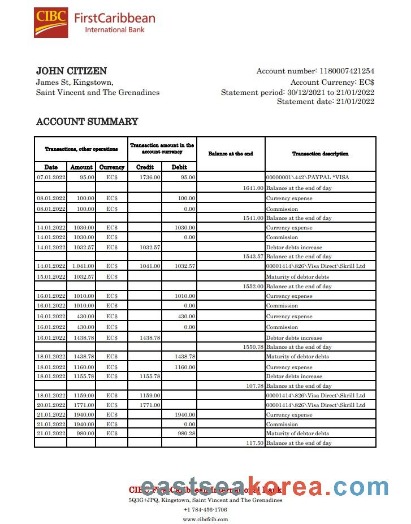 CIBC FirstCaribbean
International Bank
JOHN CITIZEN
James St, Kingstown,
Saint Vincent and The Grenadines
Account number: 1180007421254
Account Currency: EC$
Statement period: 30/12/2021 to 21/01/2022
Statement date: 21/01/2022
ACCOUNT SUMMARY
Transactions, other operations Transaction amount in the account currency Balance at the end Transaction description
Date Amount Currency Credit Debit
07.01.2022 95.00 EC$ 1736.00 95.00 00000001\442\PAYPAL *VISA
1641.00 Balance at the end of day
08.01.2022 100.00 EC$ 100.00 Currency expense
08.01.2022 100.00 EC$ 0.00 Commission
1541.00 Balance at the end of day
14.01.2022 1030.00 EC$ 1030.00 Currency expense
14.01.2022 1030.00 EC$ 0.00 Commission
14.01.2022 1032.57 EC$ 1032.57 Debtor debts increase
1543.57 Balance at the end of day
14.01.2022 1.041.00 EC$ 1041.00 1032.57 00001414\826\Visa Direct\Skrill Ltd
15.01.2022 1032.57 EC$ Maturity of debtor debts
1552.00 Balance at the end of day
16.01.2022 1010.00 EC$ 1010.00 Currency expense
16.01.2022 1010.00 EC$ 0.00 Commission
16.01.2022 430.00 EC$ 430.00 Currency expense
16.01.2022 430.00 EC$ 0.00 Commission
16.01.2022 1438.78 EC$ 1438.78 Debtor debts increase
1550.78 Balance at the end of day
18.01.2022 1438.78 EC$ 1438.78 Maturity of debtor debts
18.01.2022 1160.00 EC$ 1160.00 Currency expense
18.01.2022 1155.78 EC$ 1155.78 Debtor debts increase
107.78 Balance at the end of day
18.01.2022 1159.00 EC$ 1159.00 00001414\826\Visa Direct\Skrill Ltd
20.01.2022 1771.00 EC$ 1771.00 00001414\826\Visa Direct\Skrill Ltd
21.01.2022 1940.00 EC$ 1940.00 Currency expense
21.01.2022 1940.00 EC$ 0.00 Commission
21.01.2022 980.00 EC$ 980.28 Maturity of debtor debts
117.50 Balance at the end of day
CIBC FirstCaribbean International Bank
eastseakorea.com
Kingstown, Saint Vincent and The Grenadines
+1 784-456-1706
www.cibcfcib.com